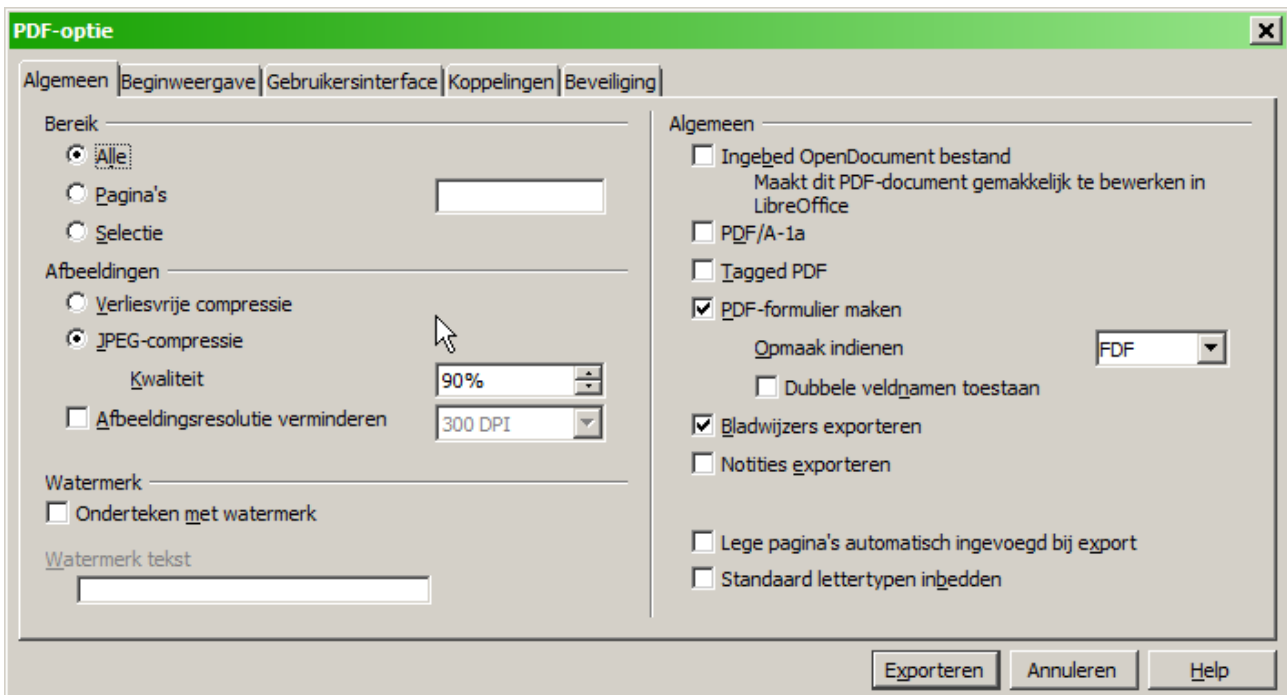 PDF-optie
Algemeen Beginweergave Gebruikersinterface Koppelingen Beveiliging
Bereik
Alle
Pagina's
Selectie
Afbeeldingen
Verliesvrije compressie
JPEG-compressie
Kwaliteit 90%
Afbeeldingsresolutie verminderen 300 DPI
Watermerk
Onderteken met watermerk
Watermerk tekst
Algemeen
Ingebed OpenDocument bestand
Maakt dit PDF-document gemakkelijk te bewerken in
LibreOffice
PDF/A-1a
Tagged PDF
PDF-formulier maken
Opmaak indienen FDF
Dubbele veldnamen toestaan
Bladwijzers exporteren
Notities exporteren
Lege pagina's automatisch ingevoegd bij export
Standaard lettertypen inbedden
Exporteren Annuleren Help